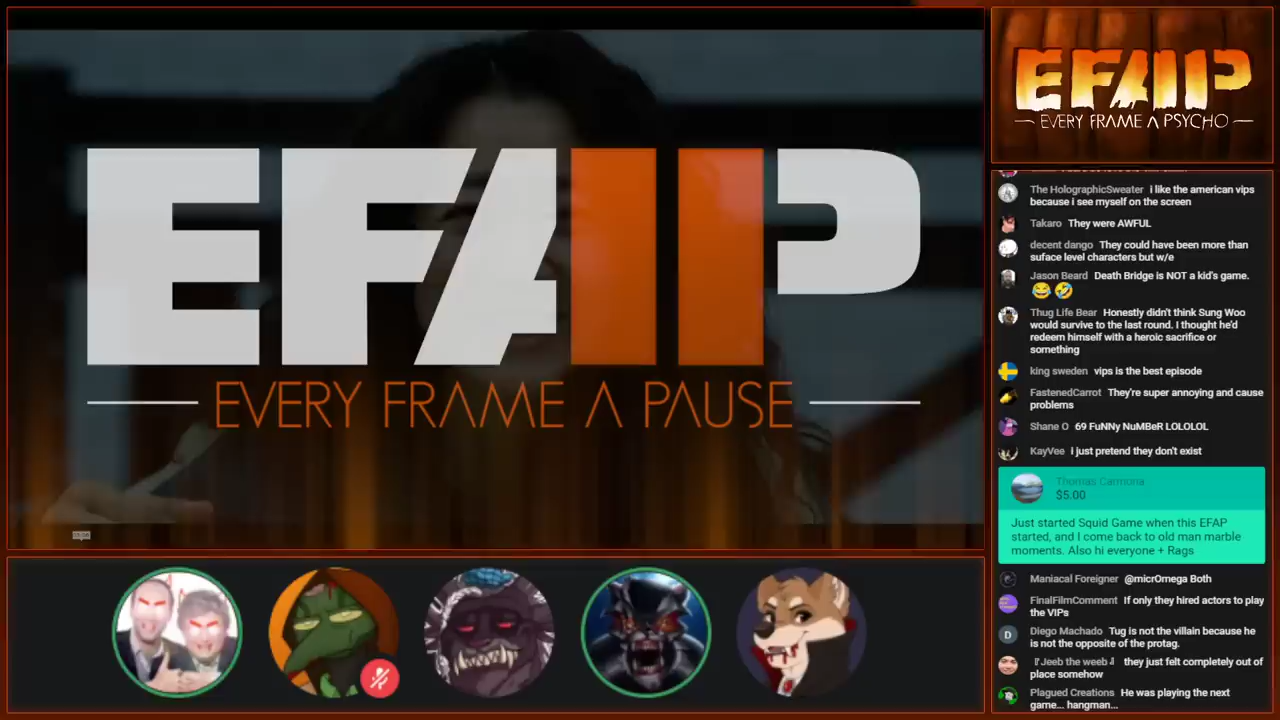 EFAIIP
EVERY FRAME A PAUSE
EFAIIP
EVERY FRAME A PSYCHO
The HolographicSweater i like the american vips
because i see myself on the screen
Takaro They were AWFUL
decent dango They could have been more than
suface level characters but w/e
Jason Beard Death Bridge is NOT a kid's game.
😂 🤣
Thug Life Bear Honestly didn't think Sung Woo
would survive to the last round. I thought he'd
redeem himself with a heroic sacrifice or
something
king sweden vips is the best episode
FastenedCarrot They're super annoying and cause
problems
Shane O 69 FuNNy NuMBeR LOLOLOL
KayVee i just pretend they don't exist
Thomas Carmona
$5.00
Just started Squid Game when this EFAP
started, and I come back to old man marble
moments. Also hi everyone + Rags
Maniacal Foreigner @micrOmega Both
FinalFilmComment If only they hired actors to play
the VIPs
D
Diego Machado Tug is not the villain because he
is not the opposite of the protag.
Jeeb the weeb they just felt completely out of
place somehow
Plagued Creations He was playing the next
game... hangman...